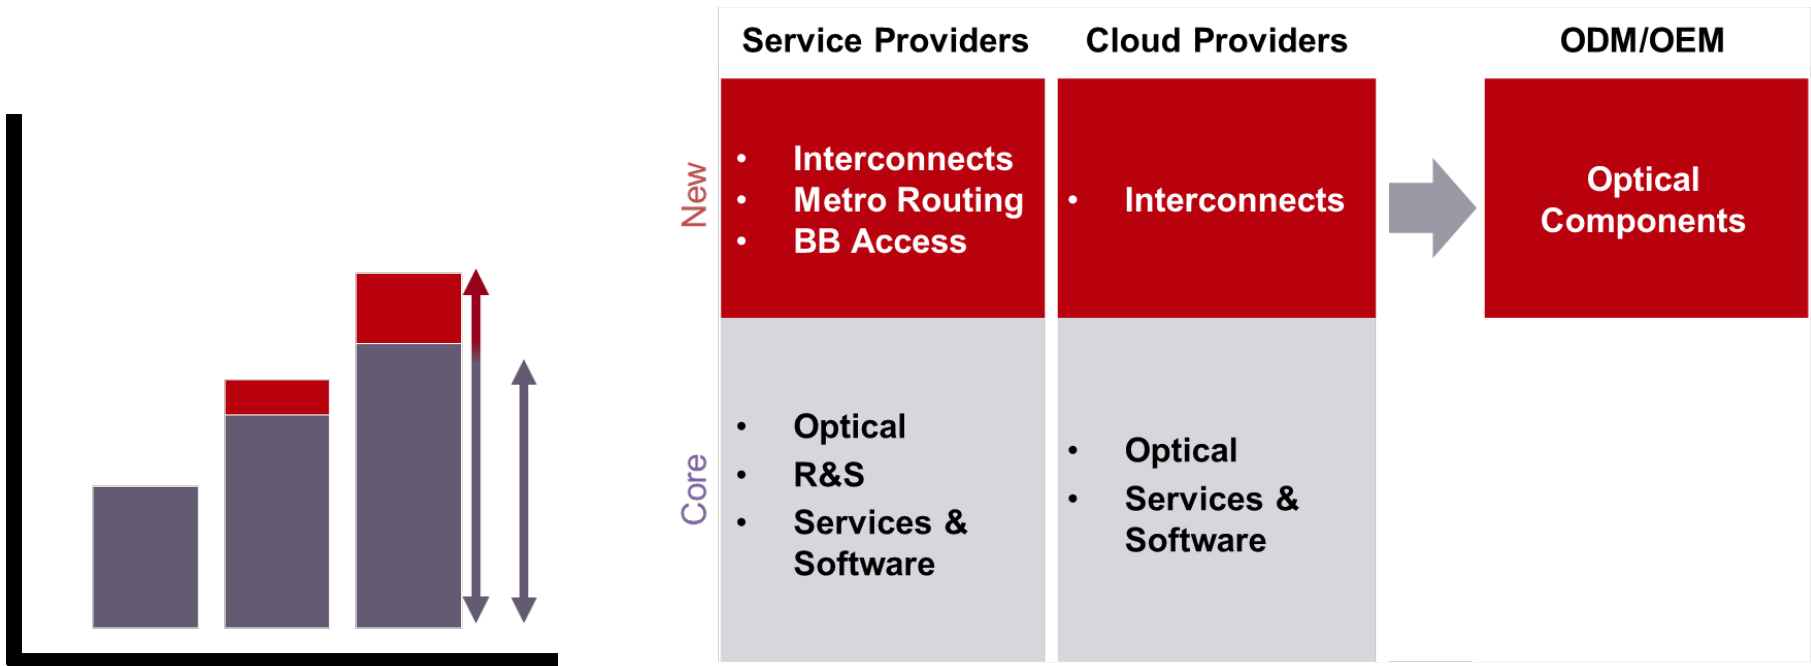 Service Providers
Cloud Providers
ODM/OEM
New
• Interconnects
• Metro Routing
• BB Access
• Interconnects
Optical
Components
Core
• Optical
• R&S
• Services &
Software
• Optical
• Services &
Software